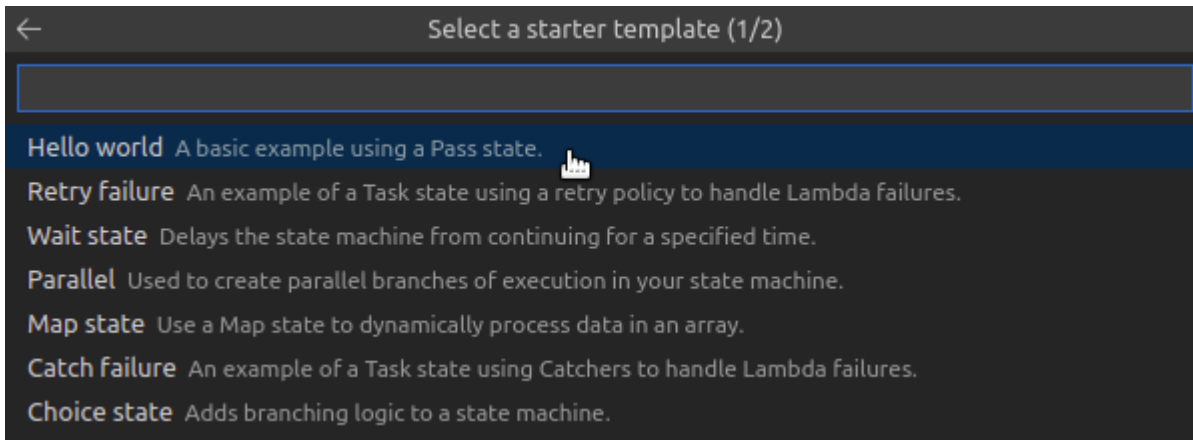 Select a starter template (1/2)
Hello world A basic example using a Pass state.
Retry failure An example of a Task state using a retry policy to handle Lambda failures.
Wait state Delays the state machine from continuing for a specified time.
Parallel Used to create parallel branches of execution in your state machine.
Map state Use a Map state to dynamically process data in an array.
Catch failure An example of a Task state using Catchers to handle Lambda failures.
Choice state Adds branching logic to a state machine.